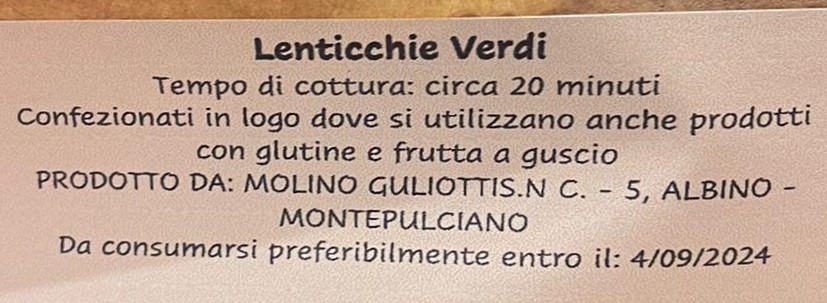 Lenticchie Verdi
Tempo di cottura: circa 20 minuti
Confezionati in logo dove si utilizzano anche prodotti
con glutine e frutta a guscio
PRODOTTO DA: MOLINO GULIOTTIS.N C. - 5, ALBINO -
MONTEPULCIANO
Da consumarsi preferibilmente entro il: 4/09/2024